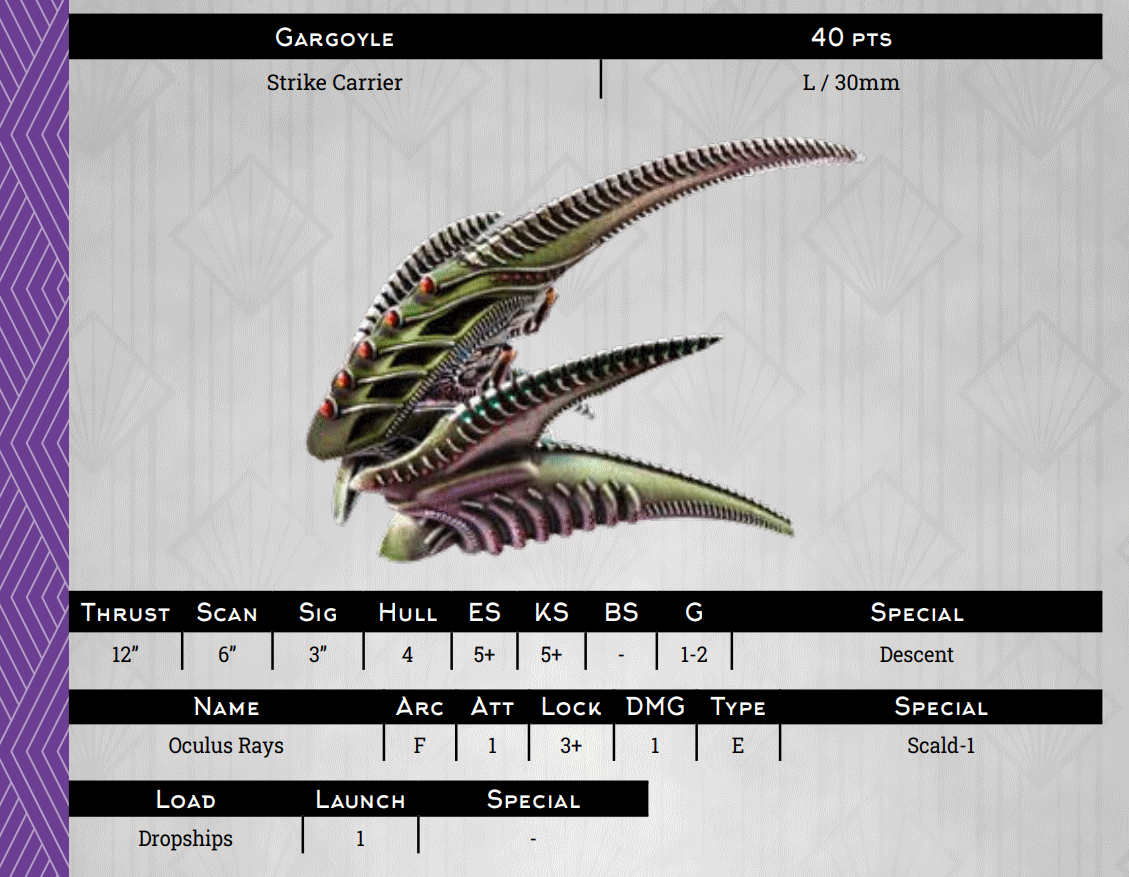 Gargoyle 40 pts
Strike Carrier L / 30mm
Thrust Scan Sig Hull ES KS BS G Special
12” 6” 3” 4 5+ 5+ - 1-2 Descent
Name Arc Att Lock DMG Type Special
Oculus Rays F 1 3+ 1 E Scald-1
Load Launch Special
Dropships 1 -